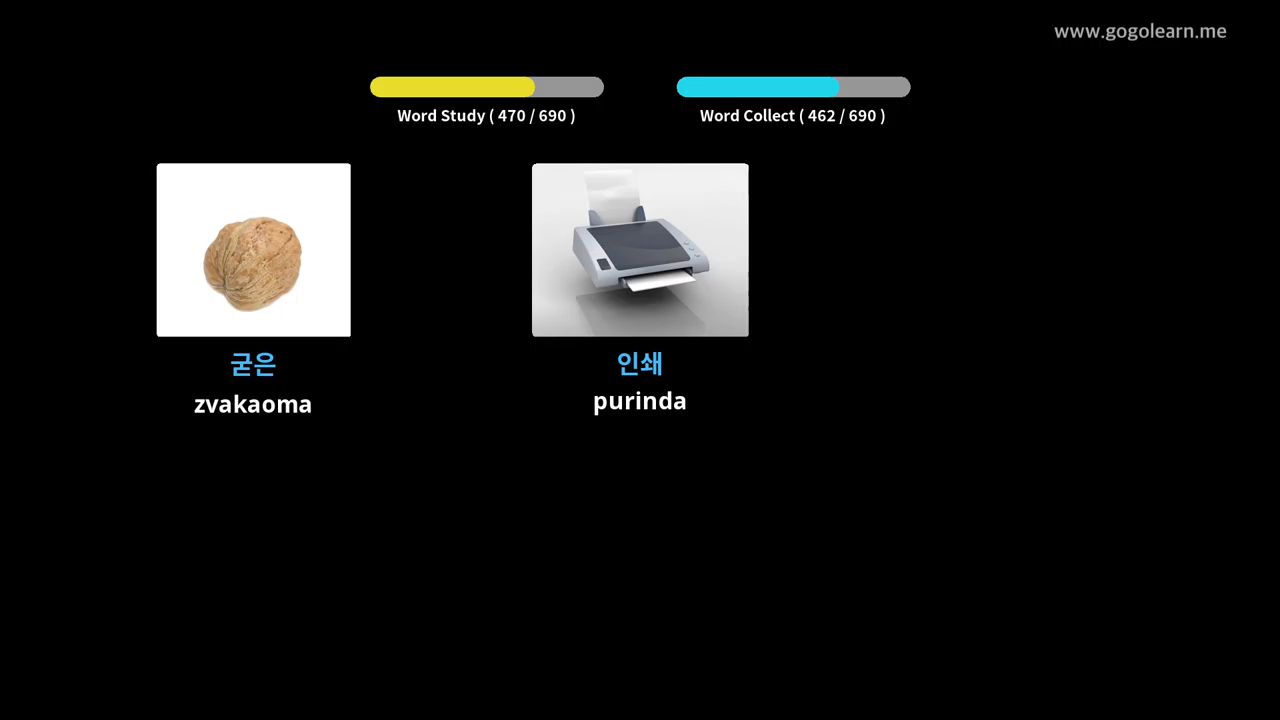 www.gogolearn.me
Word Study ( 470 / 690 )
Word Collect ( 462 / 690 )
굳은
zvakaoma
인쇄
purinda